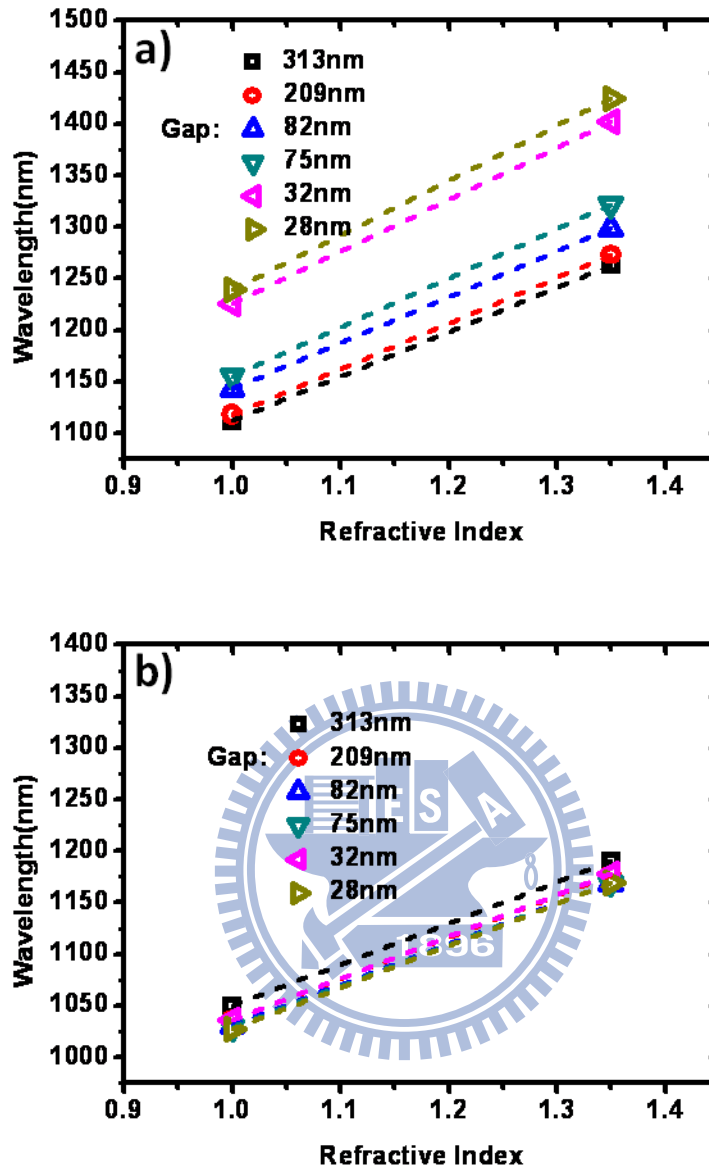 a)
313nm
209nm
Gap: 82nm
75nm
32nm
28nm
1500
1450
1400
1350
1300
1250
1200
1150
1100
Wavelength(nm)
0.9 1.0 1.1 1.2 1.3 1.4
Refractive Index
b)
313nm
Gap: 209nm
82nm
75nm
32nm
28nm
1400
1350
1300
1250
1200
1150
1100
1050
1000
Wavelength(nm)
E S A
1896
0.9 1.0 1.1 1.2 1.3 1.4
Refractive Index